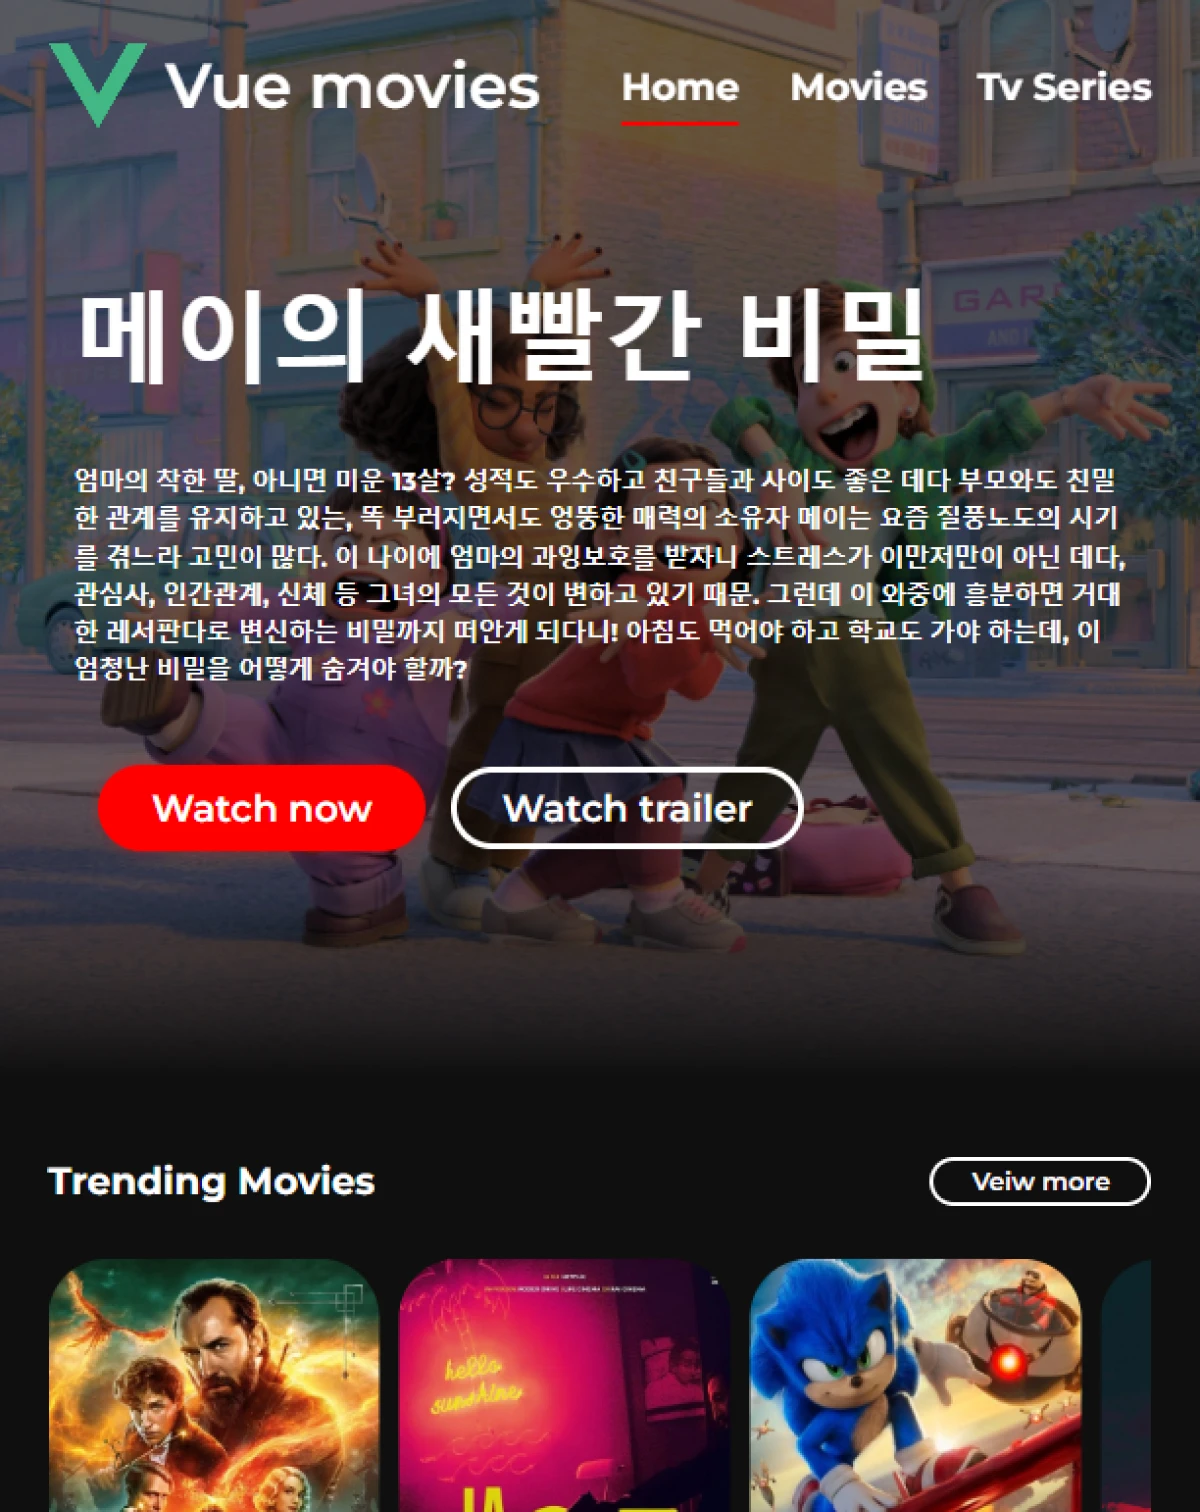 Vue movies
Home
Movies
Tv Series
메이의 새빨간 비밀
엄마의 착한 딸, 아니면 미운 13살? 성적도 우수하고 친구들과 사이도 좋은 데다 부모와도 친밀
한 관계를 유지하고 있는, 똑 부러지면서도 엉뚱한 매력의 소유자 메이는 요즘 질풍노도의 시기
를 겪느라 고민이 많다. 이 나이에 엄마의 과잉보호를 받자니 스트레스가 이만저만이 아닌 데다,
관심사, 인간관계, 신체 등 그녀의 모든 것이 변하고 있기 때문. 그런데 이 와중에 흥분하면 거대
한 레서판다로 변신하는 비밀까지 떠안게 되다니! 아침도 먹어야 하고 학교도 가야 하는데, 이
엄청난 비밀을 어떻게 숨겨야 할까?
Watch now
Watch trailer
Trending Movies
Veiw more
hello
sunshine